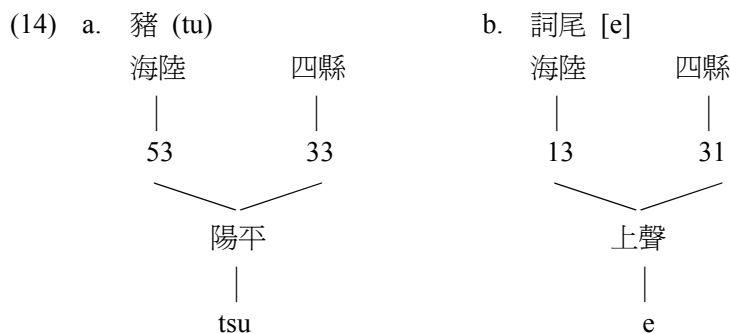 (14) a. 豬 (tu) b. 詞尾 [e]
海陸 四縣 海陸 四縣
53 33 13 31
陽平 上聲
tsu e